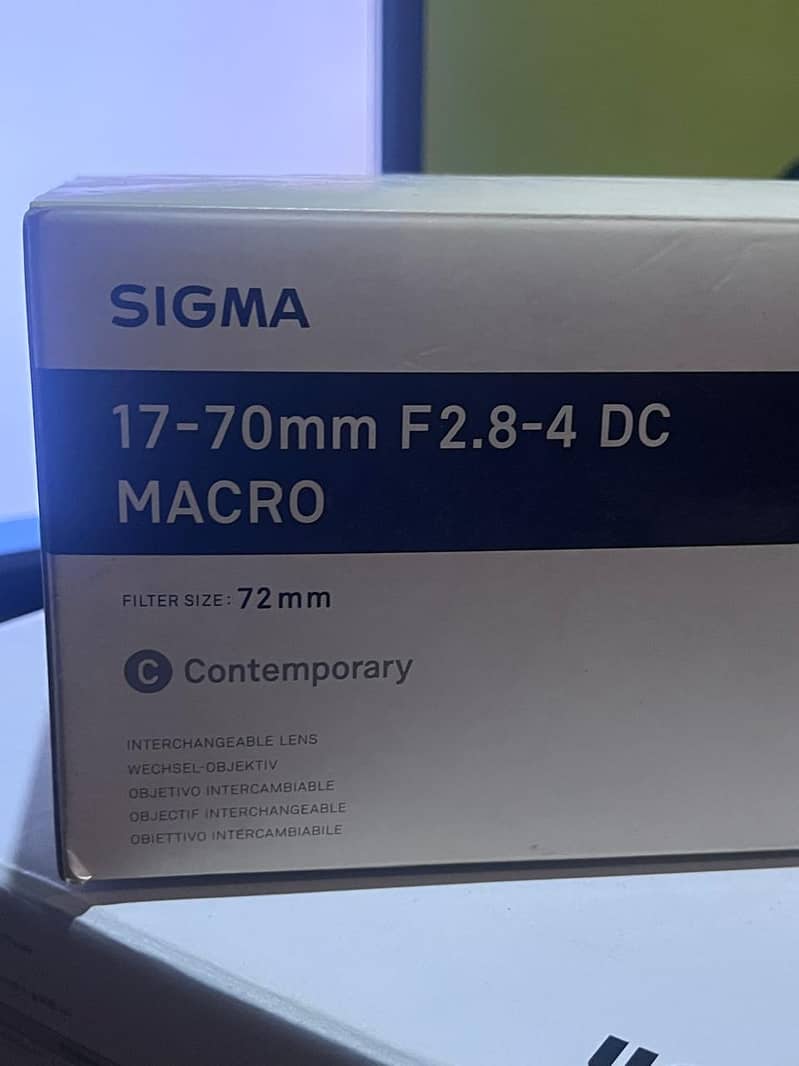 SIGMA
17-70mm F2.8-4 DC
MACRO
FILTER SIZE: 72mm
C Contemporary
INTERCHANGEABLE LENS
WECHSEL-OBJEKTIV
OBJETIVO INTERCAMBIABLE
OBJECTIF INTERCHANGEABLE
OBIETTIVO INTERCAMBIABILE